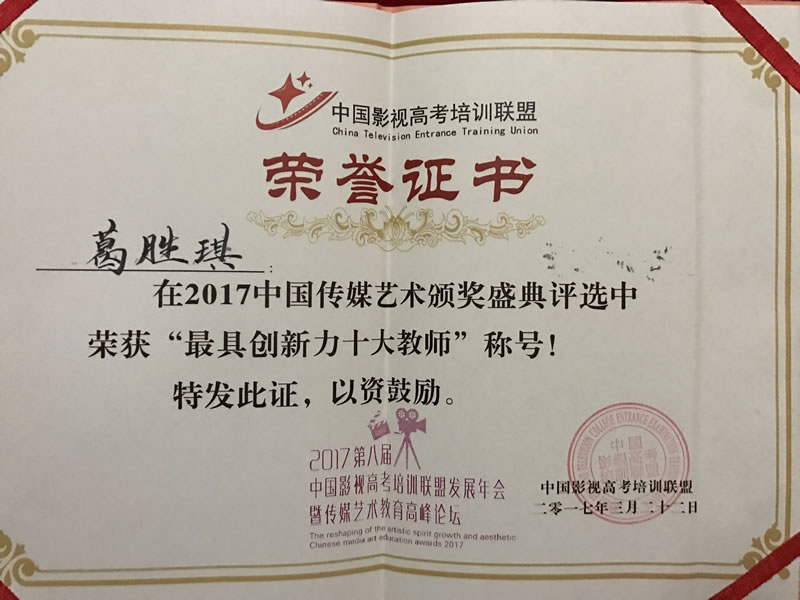 中国影视高考培训联盟
China Television Entrance Training Union
荣誉证书
葛胜琪：
在2017中国传媒艺术颁奖盛典评选中
荣获“最具创新力十大教师”称号！
特发此证，以资鼓励。
2017第八届
中国影视高考培训联盟发展年会
暨传媒艺术教育高峰论坛
The reshaping of the artistic spirit growth and aesthetic
Chinese media art education awards 2017
中国影视高考培训联盟
二零一七年三月二十二日